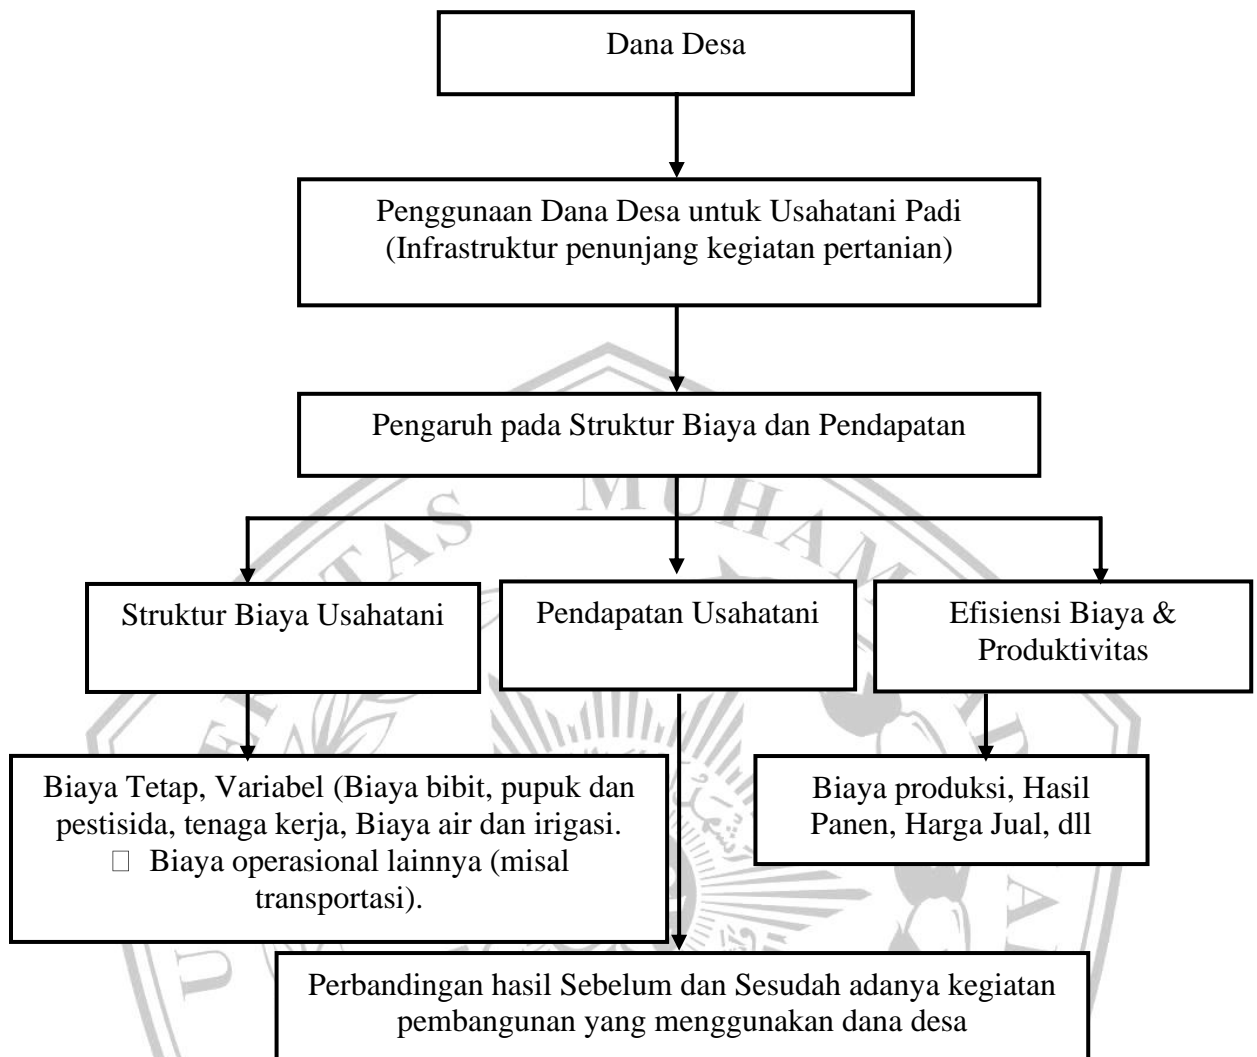 Dana Desa
Penggunaan Dana Desa untuk Usahatani Padi
(Infrastruktur penunjang kegiatan pertanian)
Pengaruh pada Struktur Biaya dan Pendapatan
Struktur Biaya Usahatani
Pendapatan Usahatani
Efisiensi Biaya &
Produktivitas
Biaya Tetap, Variabel (Biaya bibit, pupuk dan
pestisida, tenaga kerja, Biaya air dan irigasi.
Biaya operasional lainnya (misal
transportasi).
Biaya produksi, Hasil
Panen, Harga Jual, dll
Perbandingan hasil Sebelum dan Sesudah adanya kegiatan
pembangunan yang menggunakan dana desa